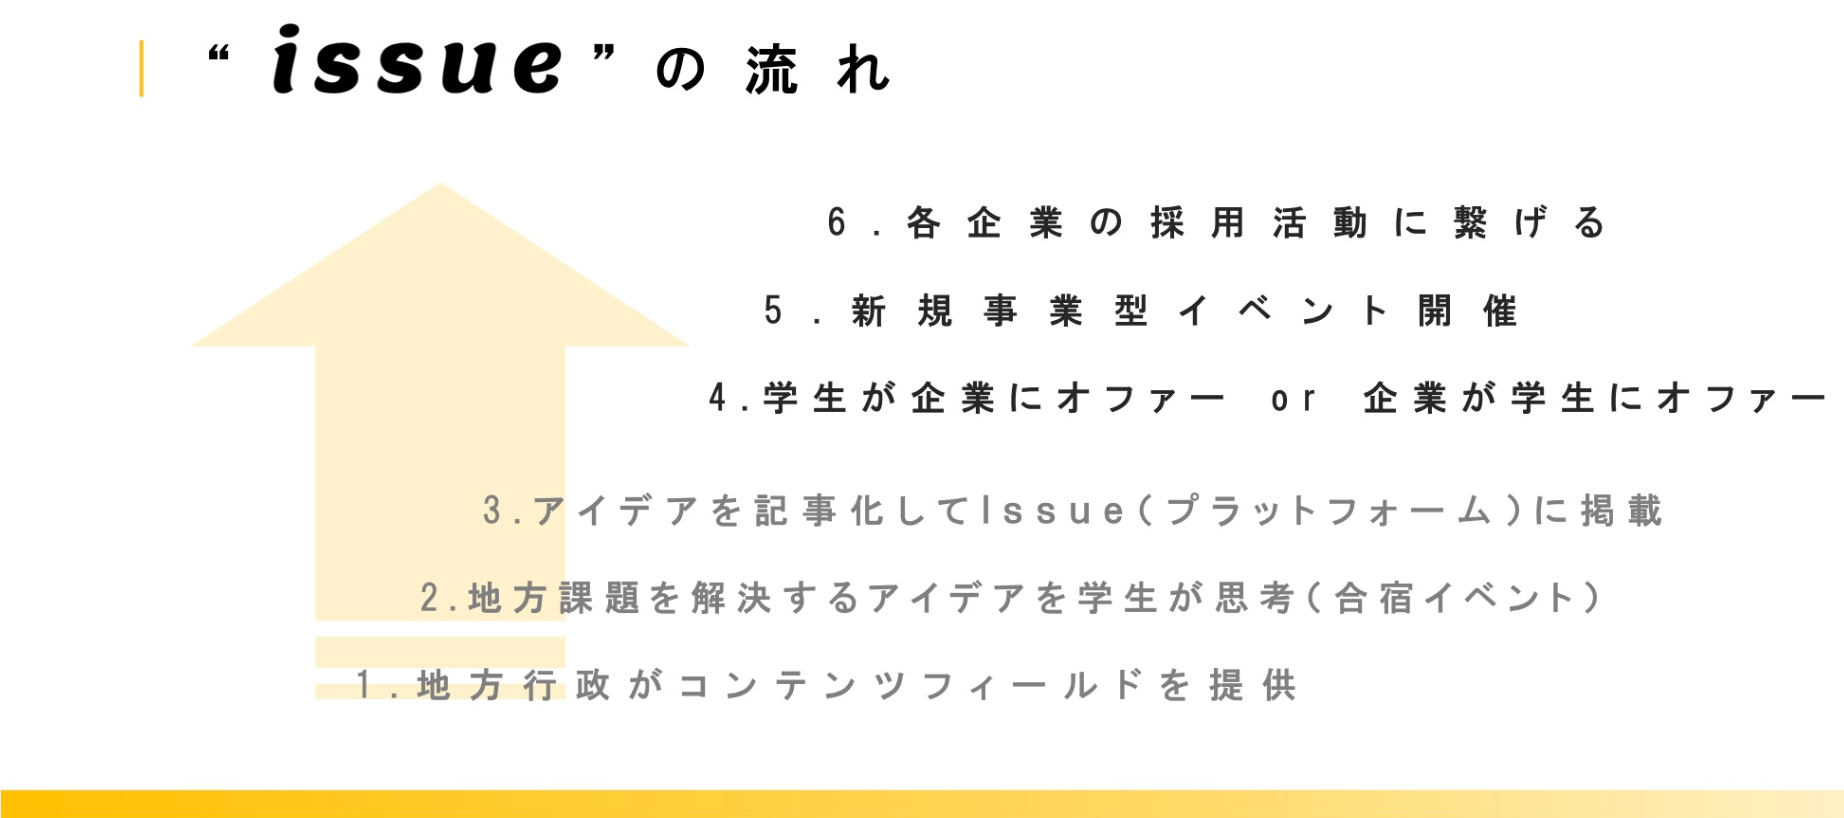 “issue”の流れ
6.各企業の採用活動に繋げる
5.新規事業型イベント開催
4.学生が企業にオファー or 企業が学生にオファー
3.アイデアを記事化してIssue(プラットフォーム)に掲載
2.地方課題を解決するアイデアを学生が思考(合宿イベント)
1.地方行政がコンテンツフィールドを提供